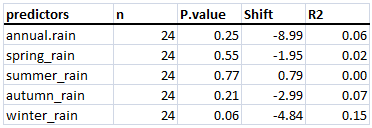 predictors n P.value Shift R2
annual.rain 24 0.25 -8.99 0.06
spring_rain 24 0.55 -1.95 0.02
summer_rain 24 0.77 0.79 0.00
autumn_rain 24 0.21 -2.99 0.07
winter_rain 24 0.06 -4.84 0.15